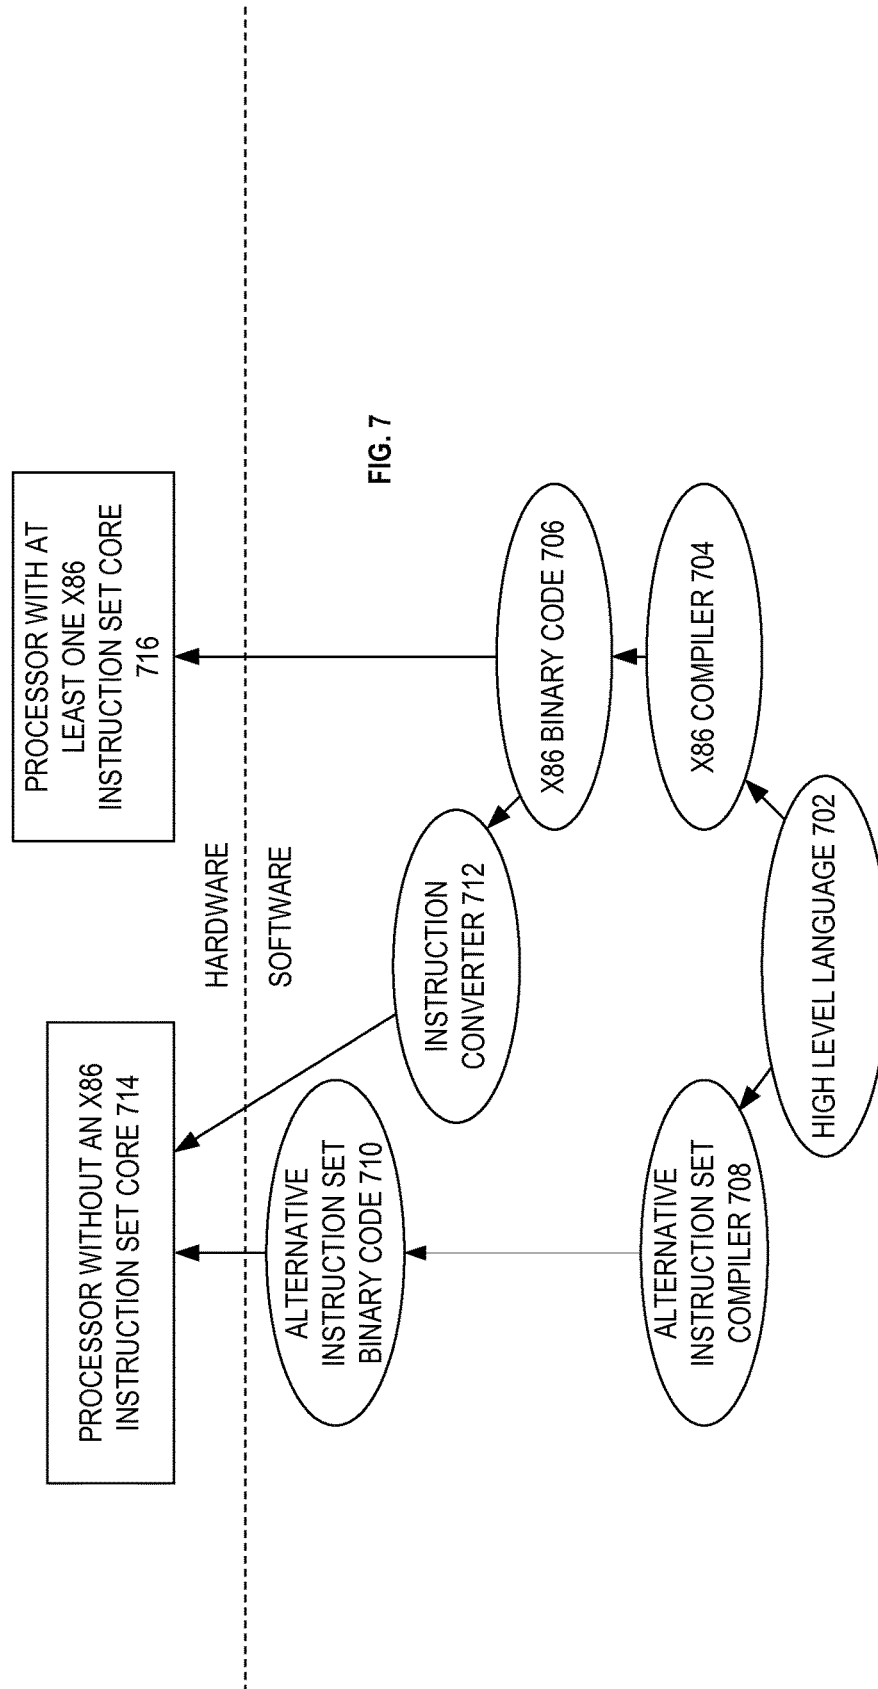 PROCESSOR WITHOUT AN X86
INSTRUCTION SET CORE 714
PROCESSOR WITH AT
LEAST ONE X86
INSTRUCTION SET CORE
716
HARDWARE
SOFTWARE
ALTERNATIVE
INSTRUCTION SET
BINARY CODE 710
INSTRUCTION
CONVERTER 712
FIG. 7
X86 BINARY CODE 706
ALTERNATIVE
INSTRUCTION SET
COMPILER 708
X86 COMPILER 704
HIGH LEVEL LANGUAGE 702